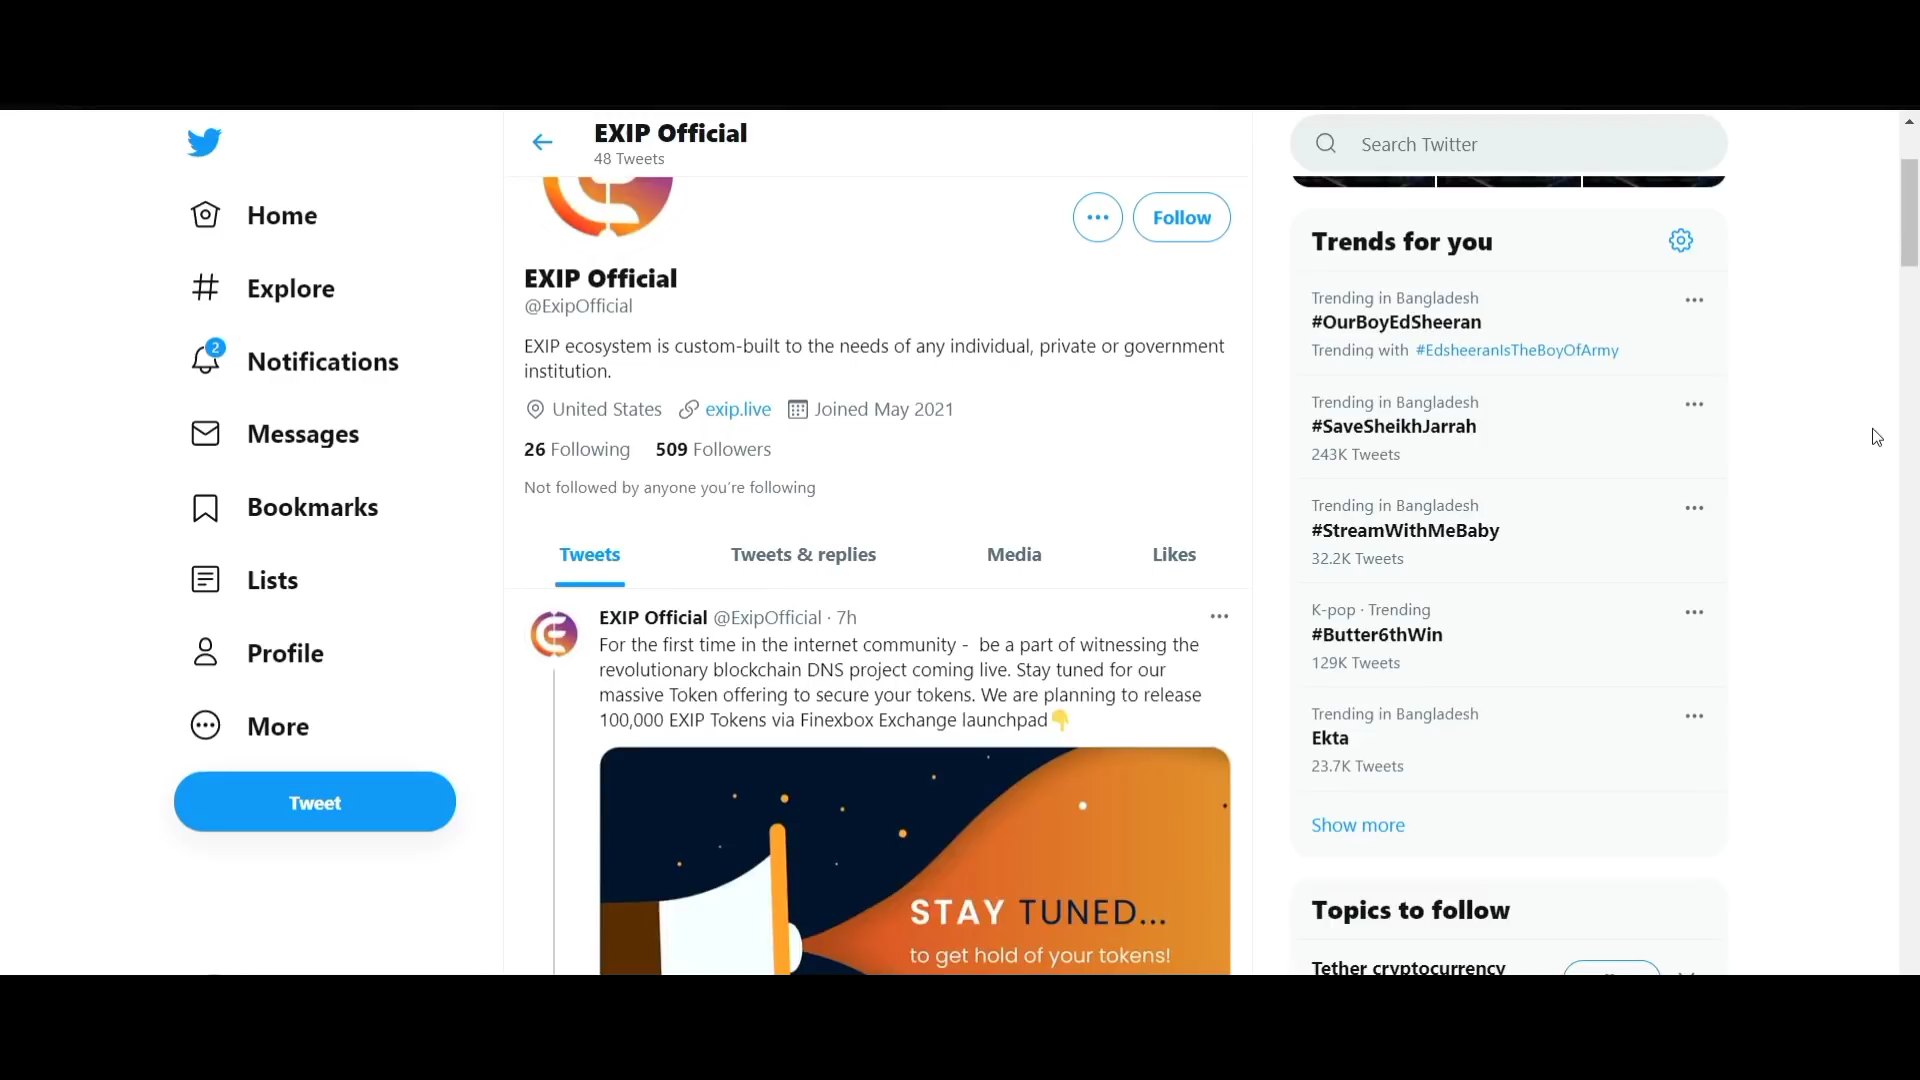 EXIP Official
48 Tweets
Search Twitter
Home
Explore
2
Notifications
Messages
Bookmarks
Lists
Profile
More
Tweet
Follow
EXIP Official
@ExipOfficial
EXIP ecosystem is custom-built to the needs of any individual, private or government
institution.
United States exip.live Joined May 2021
26 Following 509 Followers
Not followed by anyone you're following
Tweets Tweets & replies Media Likes
EXIP Official @ExipOfficial · 7h
For the first time in the internet community - be a part of witnessing the
revolutionary blockchain DNS project coming live. Stay tuned for our
massive Token offering to secure your tokens. We are planning to release
100,000 EXIP Tokens via Finexbox Exchange launchpad👇
STAY TUNED...
to get hold of your tokens!
Trends for you
Trending in Bangladesh
#OurBoyEdSheeran
Trending with #EdsheeranIsTheBoyOfArmy
Trending in Bangladesh
#SaveSheikhJarrah
243K Tweets
Trending in Bangladesh
#StreamWithMeBaby
32.2K Tweets
K-pop · Trending
#Butter6thWin
129K Tweets
Trending in Bangladesh
Ekta
23.7K Tweets
Show more
Topics to follow
Tether cryptocurrency